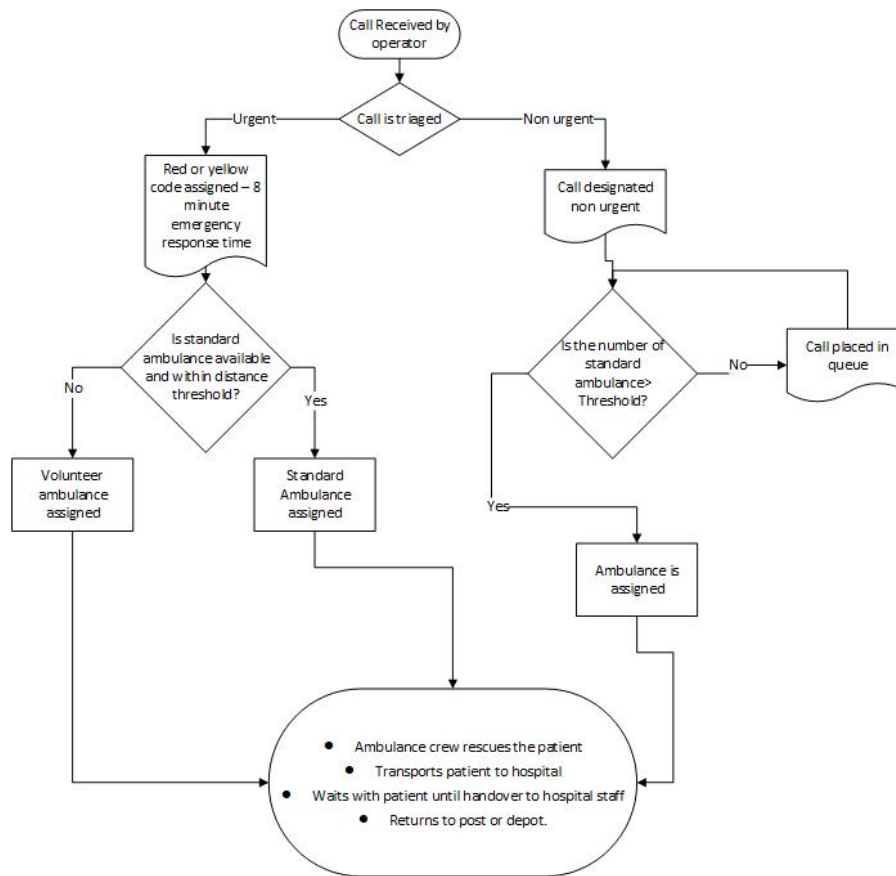 Call Received by
operator
Call is triaged
Urgent
Non urgent
Red or yellow
code assigned – 8
minute
emergency
response time
Call designated
non urgent
Is standard
ambulance available
and within distance
threshold?
No
Yes
Is the number of
standard
ambulance>
Threshold?
No
Call placed in
queue
Volunteer
ambulance
assigned
Standard
Ambulance
assigned
Yes
Ambulance is
assigned
● Ambulance crew rescues the patient
● Transports patient to hospital
● Waits with patient until handover to hospital staff
● Returns to post or depot.